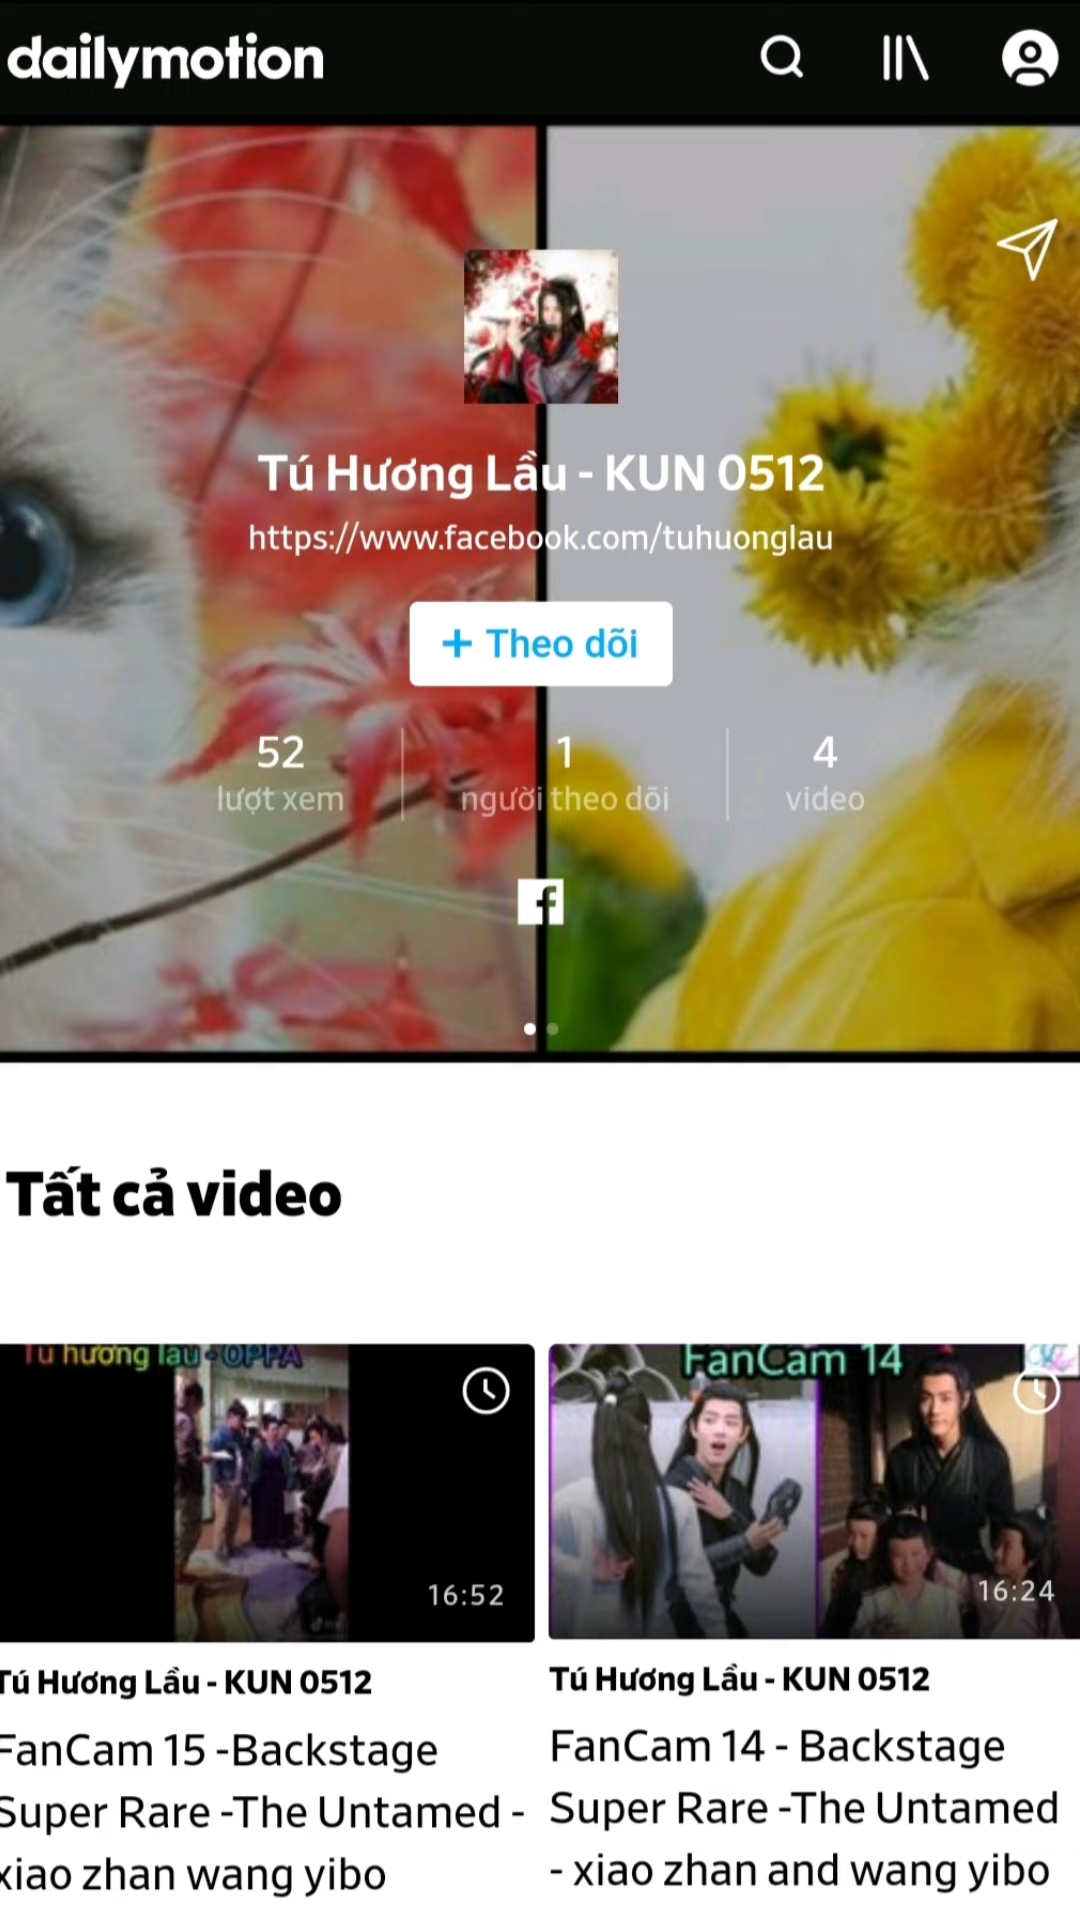 dailymotion
Tú Hương Lầu - KUN 0512
https://www.facebook.com/tuhuonglau
+ Theo dõi
52
lượt xem
1
người theo dõi
4
video
Tất cả video
Tú hương lầu - OPPA
16:52
Tú Hương Lầu - KUN 0512
FanCam 15 -Backstage
Super Rare -The Untamed -
xiao zhan wang yibo
FanCam 14
16:24
Tú Hương Lầu - KUN 0512
FanCam 14 - Backstage
Super Rare -The Untamed
- xiao zhan and wang yibo